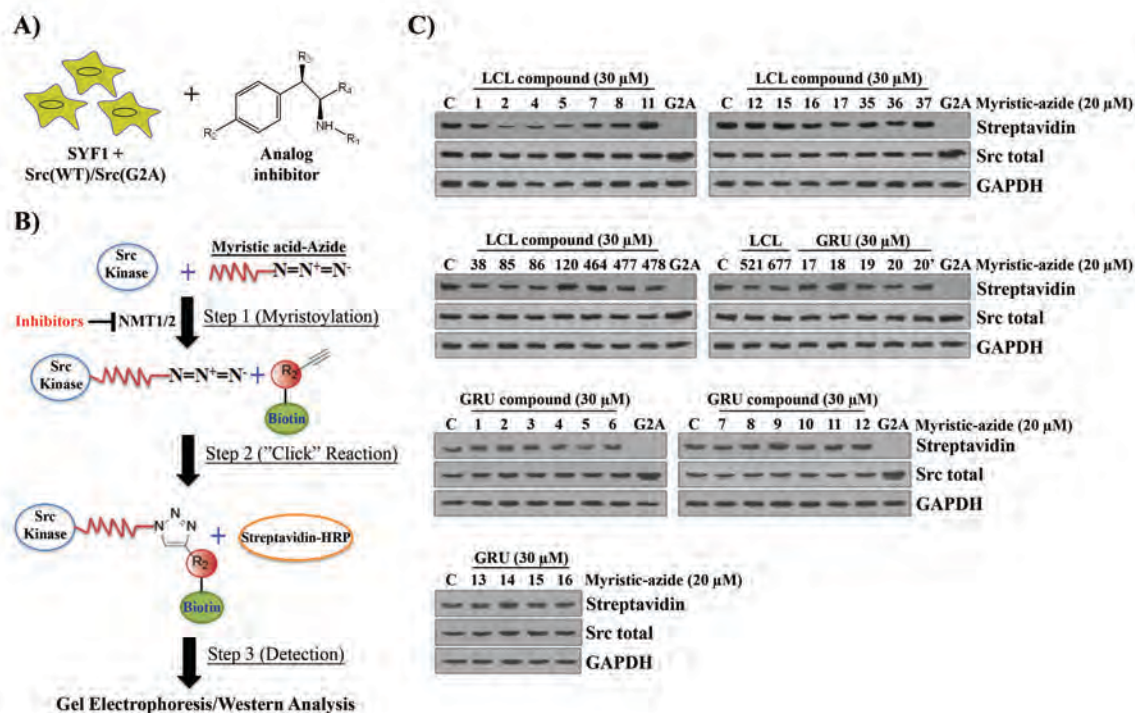 A)
R3
R4
R2
NH
R1
+
SYF1 +
Src(WT)/Src(G2A)
Analog
inhibitor
B)
Src
Kinase
+
Myristic acid-Azide
N=N+=N-
Inhibitors
NMT1/2
Step 1 (Myristoylation)
Src
Kinase
N=N+=N-
+
R2
Biotin
Step 2 ("Click" Reaction)
Src
Kinase
N
N
N
R2
Biotin
+
Streptavidin-HRP
Step 3 (Detection)
Gel Electrophoresis/Western Analysis
C)
LCL compound (30 µM)
C 1 2 4 5 7 8 11 G2A
LCL compound (30 µM)
C 12 15 16 17 35 36 37 G2A Myristic-azide (20 µM)
Streptavidin
Src total
GAPDH
LCL compound (30 µM)
C 38 85 86 120 464 477 478 G2A
LCL GRU (30 µM)
C 521 677 17 18 19 20 20* G2A Myristic-azide (20 µM)
Streptavidin
Src total
GAPDH
GRU compound (30 µM)
C 1 2 3 4 5 6 G2A
GRU compound (30 µM)
C 7 8 9 10 11 12 G2A Myristic-azide (20 µM)
Streptavidin
Src total
GAPDH
GRU (30 µM)
C 13 14 15 16 Myristic-azide (20 µM)
Streptavidin
Src total
GAPDH